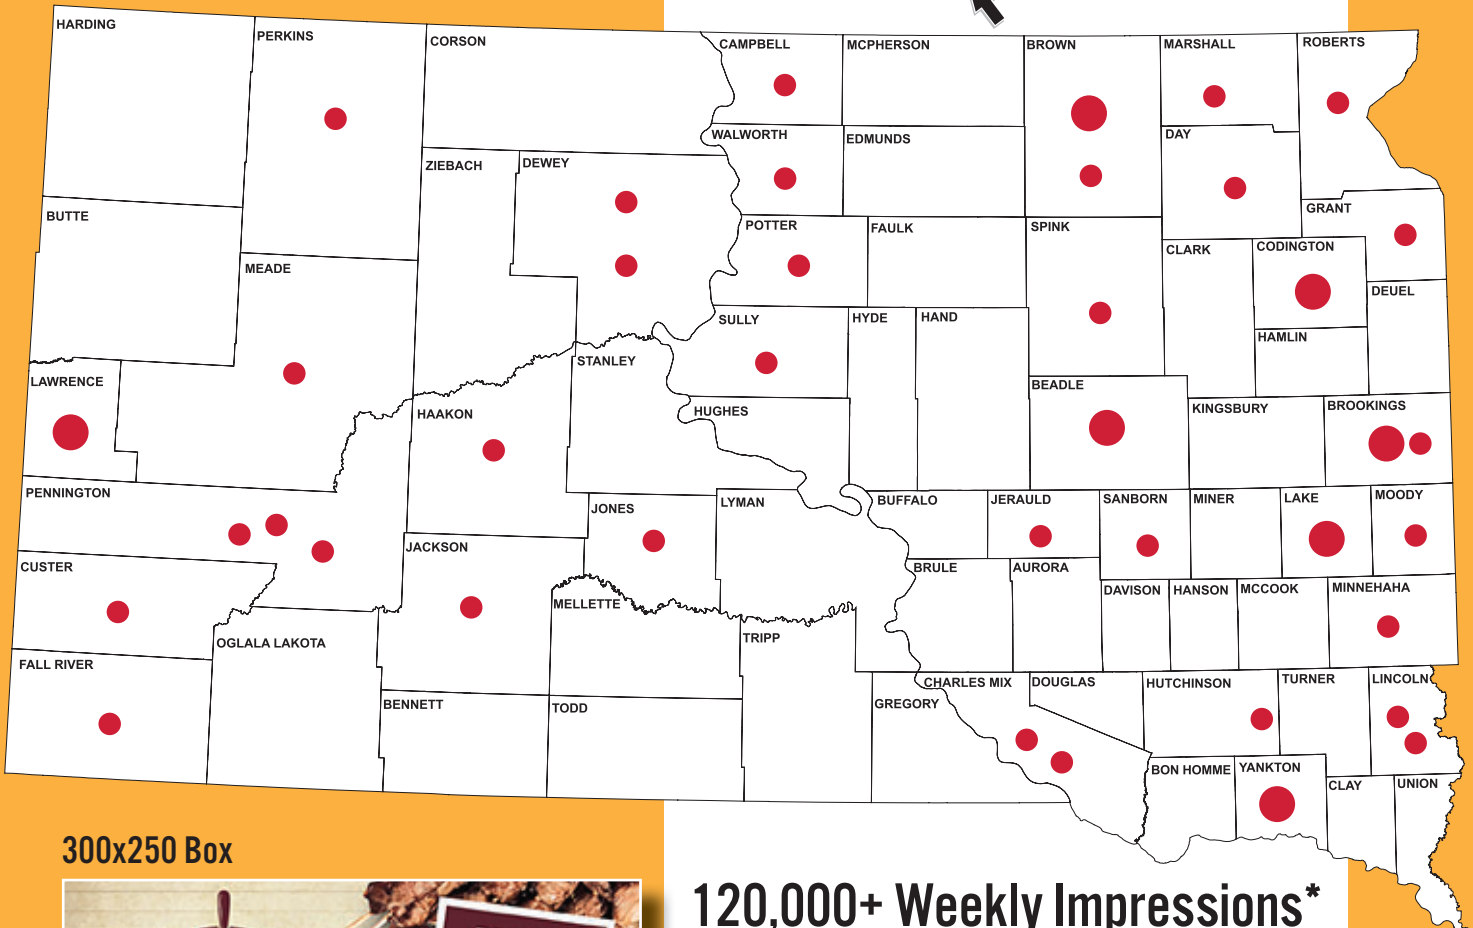 HARDING
PERKINS
CORSON
CAMPBELL
MCPHERSON
BROWN
MARSHALL
ROBERTS
WALWORTH
EDMUNDS
DAY
ZIEBACH
DEWEY
GRANT
BUTTE
POTTER
FAULK
SPINK
CLARK
CODINGTON
MEADE
DEUEL
SULLY
HYDE
HAND
HAMLIN
STANLEY
LAWRENCE
BEADLE
HAAKON
HUGHES
KINGSBURY
BROOKINGS
PENNINGTON
JONES
LYMAN
BUFFALO
JERAULD
SANBORN
MINER
LAKE
MOODY
JACKSON
CUSTER
BRULE
AURORA
MELLETTE
DAVISON
HANSON
MCCOOK
MINNEHAHA
OGLALA LAKOTA
TRIPP
FALL RIVER
CHARLES MIX
DOUGLAS
HUTCHINSON
TURNER
LINCOLN
BENNETT
TODD
GREGORY
BON HOMME
YANKTON
CLAY
UNION
300x250 Box
120,000+ Weekly Impressions*